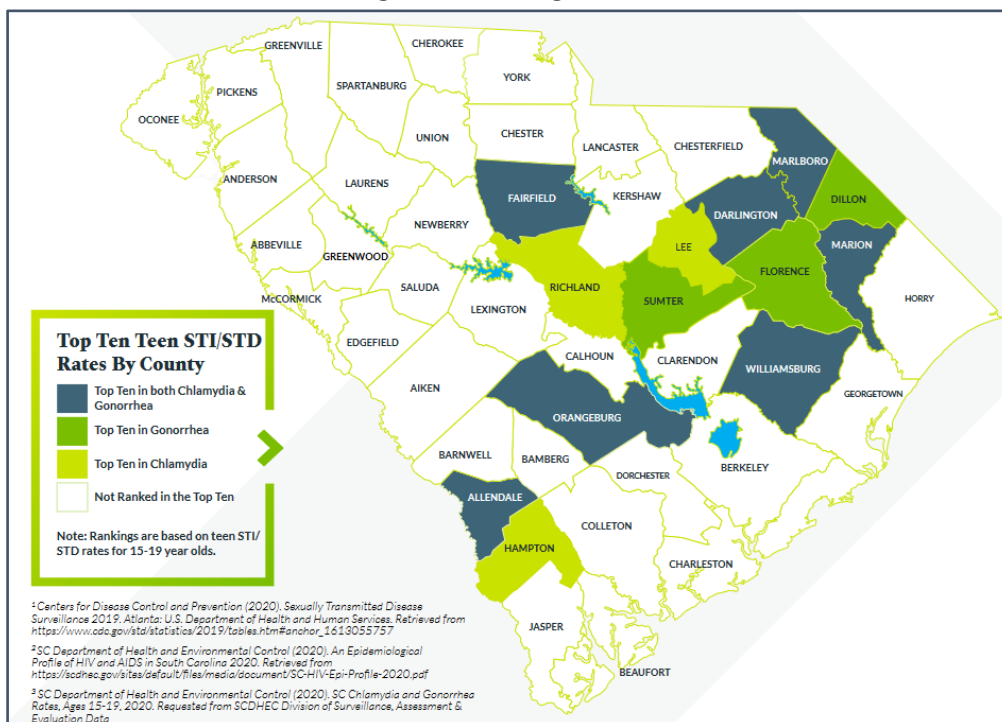 GREENVILLE
CHEROKEE
YORK
PICKENS
SPARTANBURG
OCONEE
UNION
CHESTER
LANCASTER
CHESTERFIELD
MARLBORO
ANDERSON
LAURENS
FAIRFIELD
KERSHAW
DARLINGTON
DILLON
NEWBERRY
ABBEVILLE
GREENWOOD
LEE
MARION
FLORENCE
SALUDA
RICHLAND
SUMTER
HORRY
McCORMICK
LEXINGTON
EDGEFIELD
CALHOUN
CLARENDON
WILLIAMSBURG
AIKEN
GEORGETOWN
ORANGEBURG
BARNWELL
BAMBERG
DORCHESTER
BERKELEY
ALLENDALE
COLLETON
HAMPTON
CHARLESTON
JASPER
BEAUFORT
Top Ten Teen STI/STD
Rates By County
Top Ten in both Chlamydia &
Gonorrhea
Top Ten in Gonorrhea
Top Ten in Chlamydia
Not Ranked in the Top Ten
Note: Rankings are based on teen STI/
STD rates for 15-19 year olds.
1 Centers for Disease Control and Prevention (2020). Sexually Transmitted Disease
Surveillance 2019. Atlanta: U.S. Department of Health and Human Services. Retrieved from
https://www.cdc.gov/std/statistics/2019/tables.htm#anchor_1613055757
2 SC Department of Health and Environmental Control (2020). An Epidemiological
Profile of HIV and AIDS in South Carolina 2020. Retrieved from
https://scdhec.gov/sites/default/files/media/document/SC-HIV-Epi-Profile-2020.pdf
3 SC Department of Health and Environmental Control (2020). SC Chlamydia and Gonorrhea
Rates, Ages 15-19, 2020. Requested from SCDHEC Division of Surveillance, Assessment &
Evaluation Data